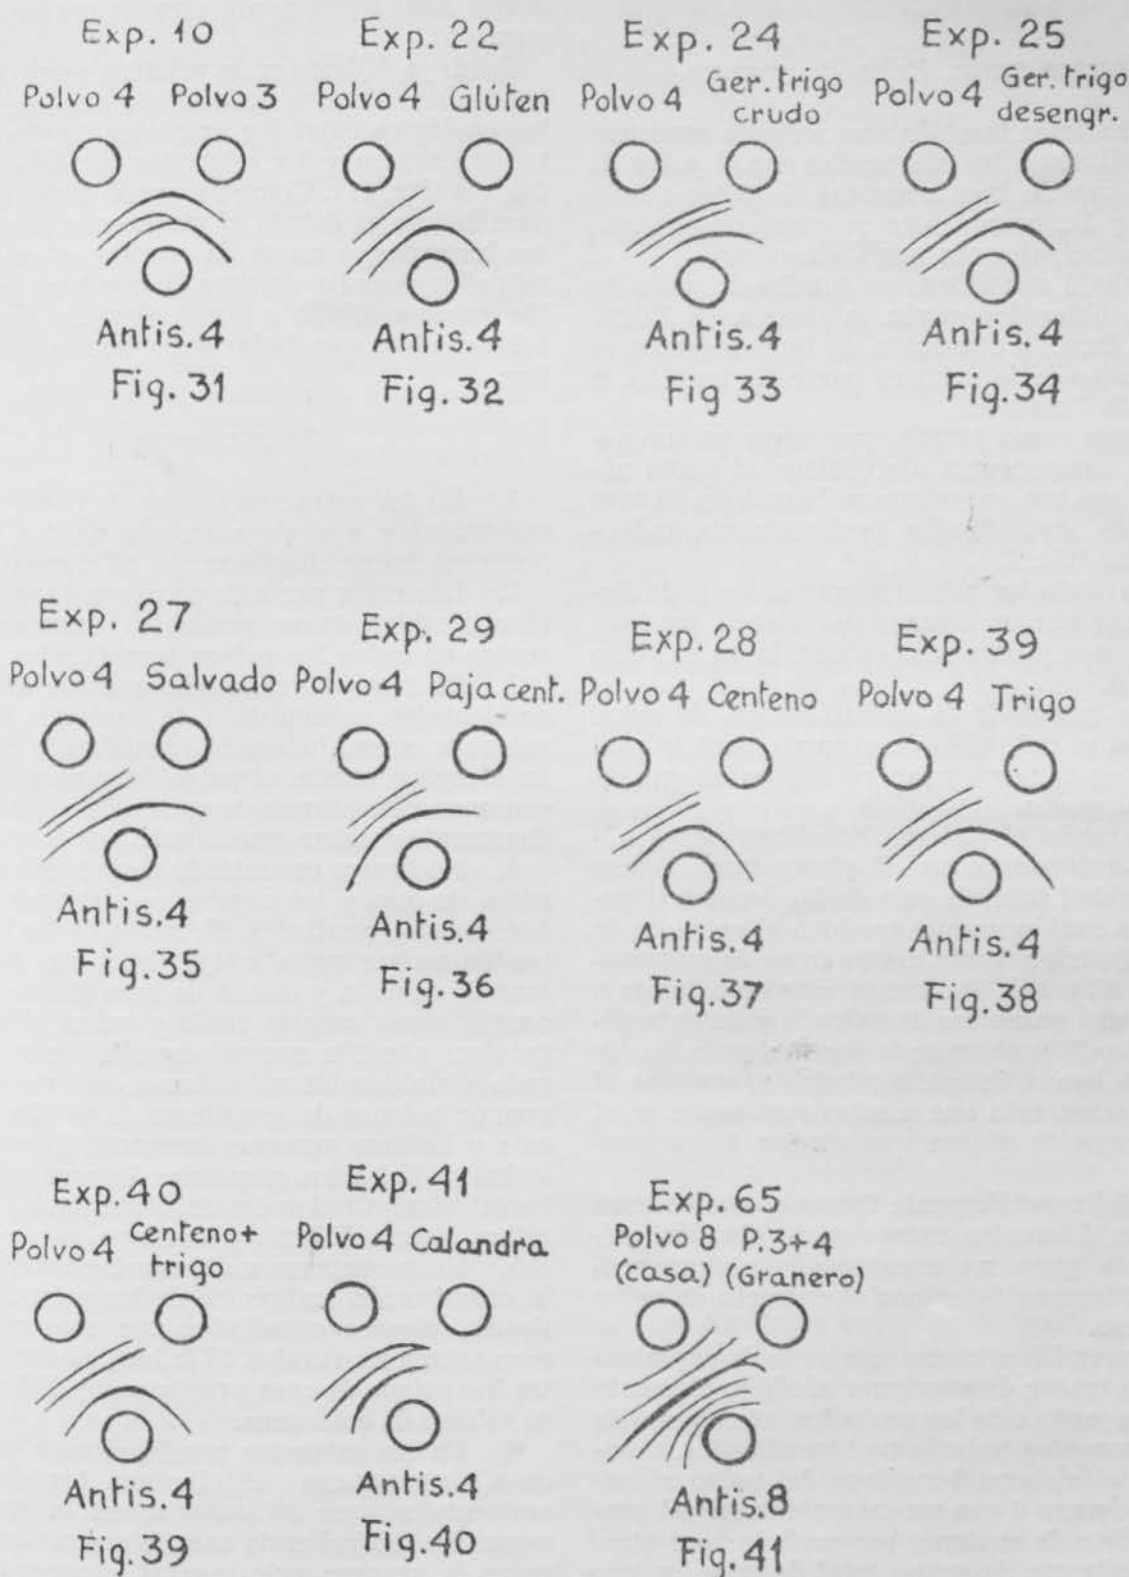 Exp. 10
Polvo 4 Polvo 3
Antis. 4
Fig. 31
Exp. 22
Polvo 4 Glúten
Antis. 4
Fig. 32
Exp. 24
Polvo 4 Ger. trigo
crudo
Antis. 4
Fig 33
Exp. 25
Polvo 4 Ger. trigo
desengr.
Antis. 4
Fig. 34
Exp. 27
Polvo 4 Salvado
Antis. 4
Fig. 35
Exp. 29
Polvo 4 Paja cent.
Antis. 4
Fig. 36
Exp. 28
Polvo 4 Centeno
Antis. 4
Fig. 37
Exp. 39
Polvo 4 Trigo
Antis. 4
Fig. 38
Exp. 40
Polvo 4 Centeno+
trigo
Antis. 4
Fig. 39
Exp. 41
Polvo 4 Calandra
Antis. 4
Fig. 40
Exp. 65
Polvo 8 P. 3+4
(casa) (Granero)
Antis. 8
Fig. 41